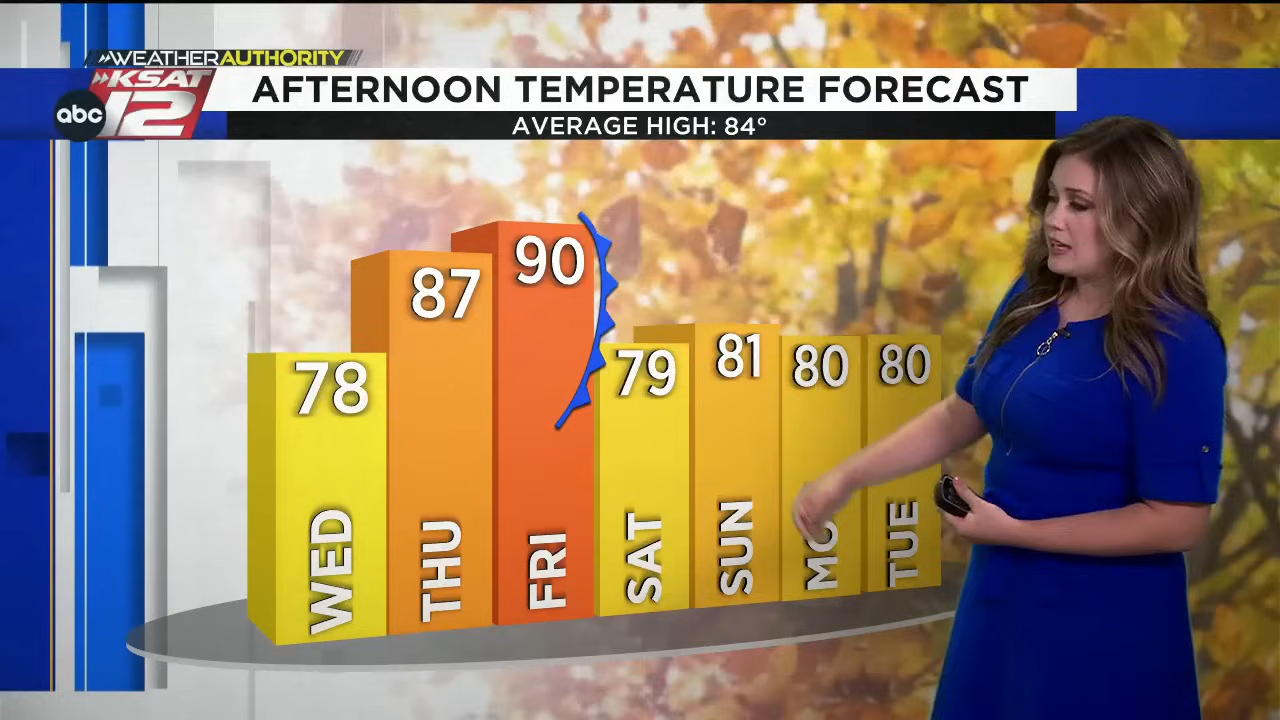 WEATHERAUTHORITY
KSAT
abc 12
AFTERNOON TEMPERATURE FORECAST
AVERAGE HIGH: 84°
78
87
90
79
81
80
80
WED
THU
FRI
SAT
SUN
TUE